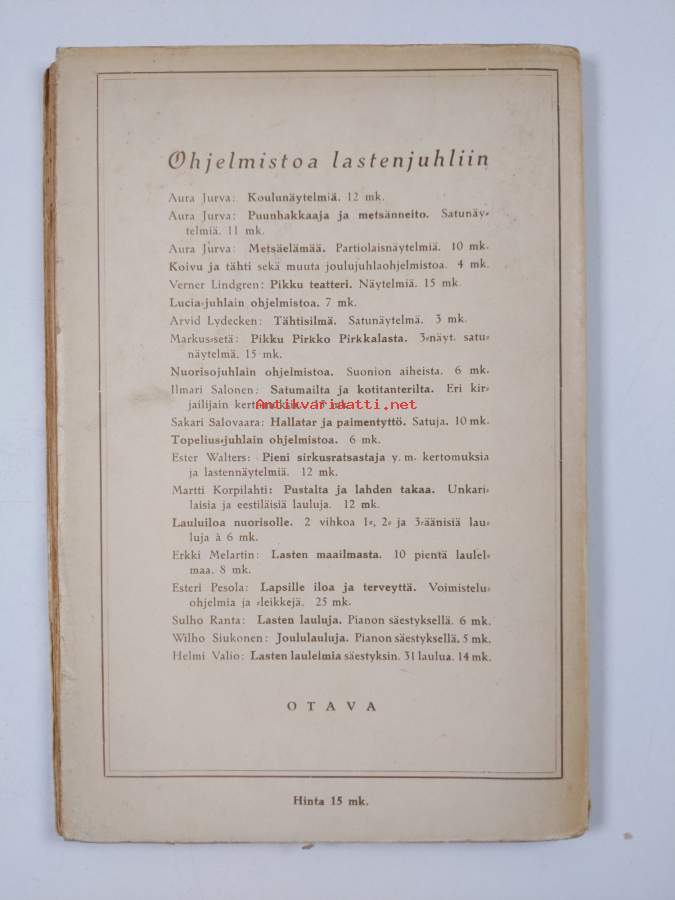 Ohjelmistoa lastenjuhliin
Aura Jurva: Koulunäytelmiä. 12 mk.
Aura Jurva: Puunhakkaaja ja metsänneito. Satunäy-
telmiä. 11 mk.
Aura Jurva: Metsäelämää. Partiolaisnäytelmiä. 10 mk.
Koivu ja tähti sekä muuta joulujuhlaohjelmistoa. 4 mk.
Verner Lindgren: Pikku teatteri. Näytelmiä. 15 mk.
Lucia-juhlain ohjelmistoa. 7 mk.
Arvid Lydecken: Tähtisilmä. Satunäytelmä. 3 mk.
Markus-setä: Pikku Pirkko Pirkkalasta. 3-näyt. satu-
näytelmä. 15 mk.
Nuorisojuhlain ohjelmistoa. Suonion aiheista. 6 mk.
Ilmari Salonen: Satumailta ja kotitanterilta. Eri kir-
jailijain mk.
Antikvariaatti.net
Sakari Salovaara: Hallatar ja paimentyttö. Satuja. 10 mk.
Topelius-juhlain ohjelmistoa. 6 mk.
Ester Walters: Pieni sirkusratsastaja y. m. kertomuksia
ja lastennäytelmiä. 12 mk.
Martti Korpilahti: Pustalta ja lahden takaa. Unkari-
laisia ja eestiläisiä lauluja. 12 mk.
Lauluiloa nuorisolle. 2 vihkoa 1-, 2- ja 3-äänisiä lau-
luja à 6 mk.
Erkki Melartin: Lasten maailmasta. 10 pientä laulel-
maa. 8 mk.
Esteri Pesola: Lapsille iloa ja terveyttä. Voimistelu-
ohjelmia ja -leikkejä. 25 mk.
Sulho Ranta: Lasten lauluja. Pianon säestyksellä. 6 mk.
Wilho Siukonen: Joululauluja. Pianon säestyksellä. 5 mk.
Helmi Valio: Lasten laulelmia säestyksin. 31 laulua. 14 mk.
OTAVA
Hinta 15 mk.